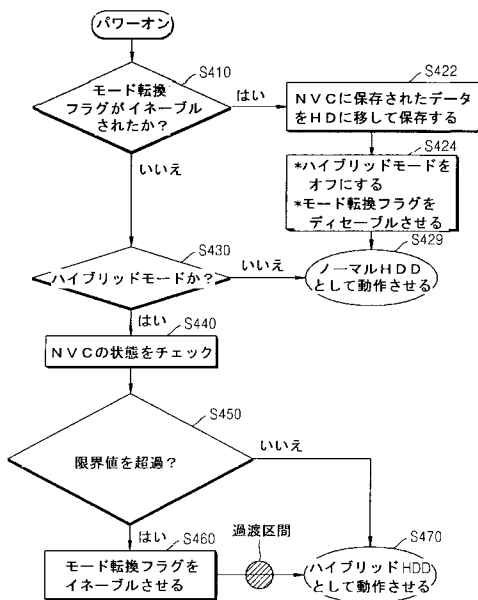 パワーオン
S410
モード転換
フラグがイネーブル
されたか？
はい
S422
NVCに保存されたデータ
をHDに移して保存する
S424
*ハイブリッドモードを
オフにする
*モード転換フラグを
ディセーブルさせる
いいえ
S430
ハイブリッドモードか？
いいえ
S429
ノーマルHDD
として動作させる
はい
S440
NVCの状態をチェック
S450
限界値を超過？
いいえ
はい
S460
モード転換フラグを
イネーブルさせる
過渡区間
S470
ハイブリッドHDD
として動作させる